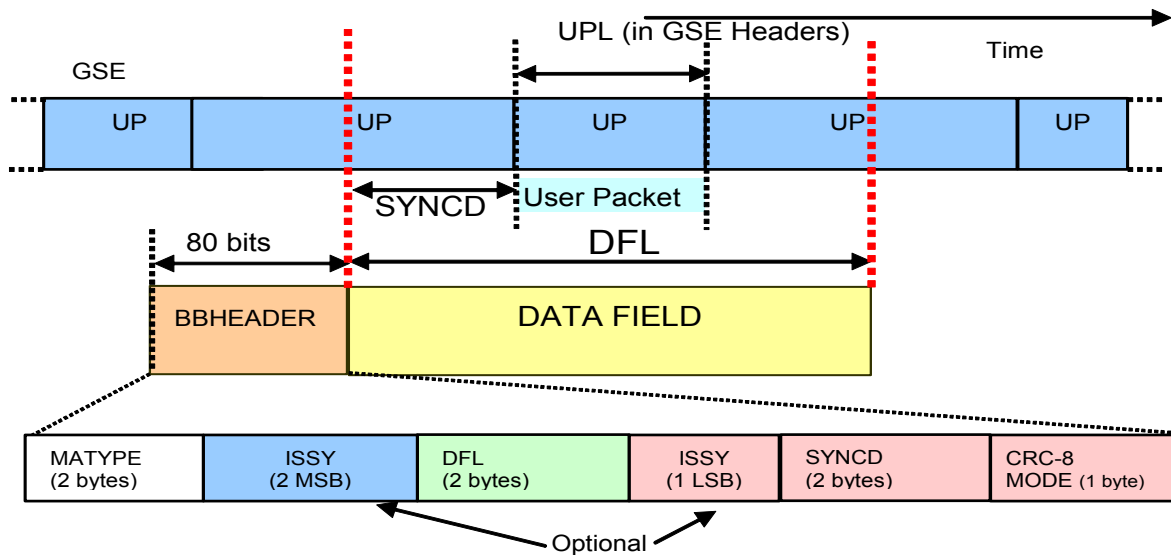 UPL (in GSE Headers)
Time
GSE
UP
UP
UP
UP
UP
SYNCD
User Packet
80 bits
DFL
BBHEADER
DATA FIELD
MATYPE
(2 bytes)
ISSY
(2 MSB)
DFL
(2 bytes)
ISSY
(1 LSB)
SYNCD
(2 bytes)
CRC-8
MODE (1 byte)
Optional